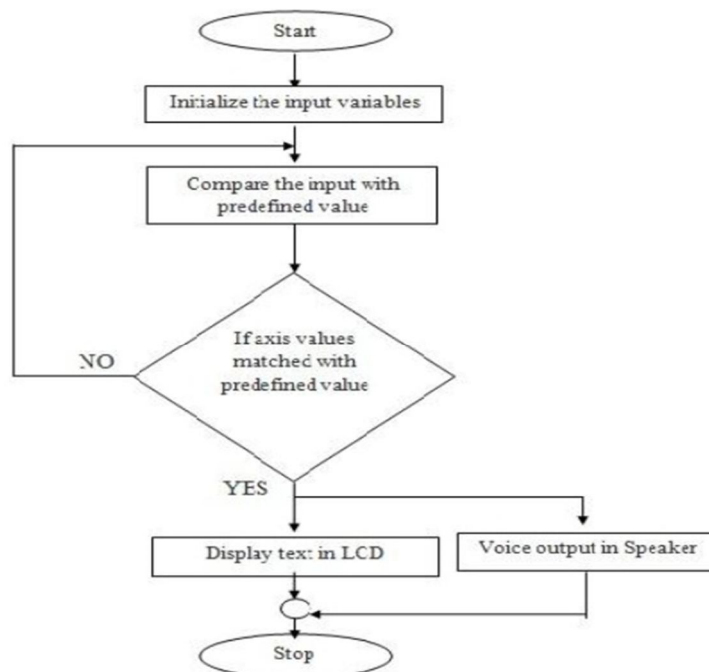 Start
Initialize the input variables
Compare the input with
predefined value
If axis values
matched with
predefined value
NO
YES
Display text in LCD
Voice output in Speaker
Stop